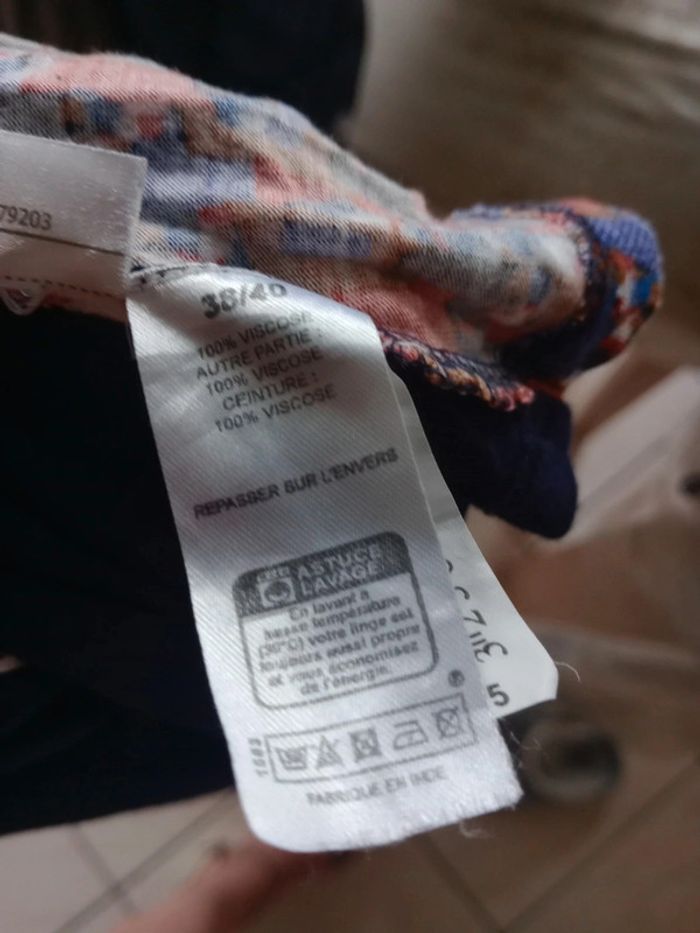 79203
38/40
100% VISCOSE
AUTRE PARTIE :
100% VISCOSE
CEINTURE :
100% VISCOSE
REPASSER SUR L'ENVERS
ASTUCE
LAVAGE
En lavant à
basse température
(30°C) votre linge est
toujours aussi propre
et vous économisez
de l'énergie.
FABRIQUE EN INDE